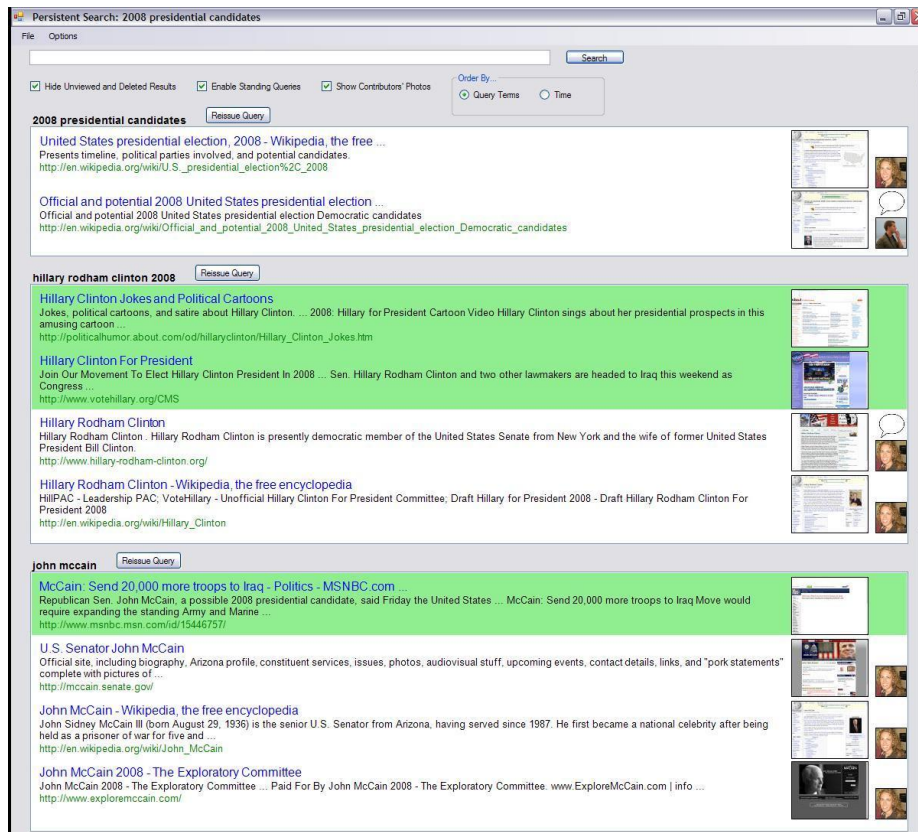 Persistent Search: 2008 presidential candidates
File Options
Search
Hide Unviewed and Deleted Results Enable Standing Queries Show Contributors' Photos
Order By...
Query Terms Time
2008 presidential candidates Reissue Query
United States presidential election, 2008 - Wikipedia, the free ...
Presents timeline, political parties involved, and potential candidates.
http://en.wikipedia.org/wiki/U.S._presidential_election%2C_2008
Official and potential 2008 United States presidential election ...
Official and potential 2008 United States presidential election Democratic candidates
http://en.wikipedia.org/wiki/Official_and_potential_2008_United_States_presidential_election_Democratic_candidates
hillary rodham clinton 2008 Reissue Query
Hillary Clinton Jokes and Political Cartoons
Jokes, political cartoons, and satire about Hillary Clinton. ... 2008: Hillary for President Cartoon Video Hillary Clinton sings about her presidential prospects in this
amusing cartoon ...
http://politicalhumor.about.com/od/hillaryclinton/Hillary_Clinton_Jokes.htm
Hillary Clinton For President
Join Our Movement To Elect Hillary Clinton President In 2008 ... Sen. Hillary Rodham Clinton and two other lawmakers are headed to Iraq this weekend as
Congress ...
http://www.votehillary.org/CMS
Hillary Rodham Clinton
Hillary Rodham Clinton . Hillary Rodham Clinton is presently democratic member of the United States Senate from New York and the wife of former United States
President Bill Clinton.
http://www.hillary-rodham-clinton.org/
Hillary Rodham Clinton - Wikipedia, the free encyclopedia
HillPAC - Leadership PAC; VoteHillary - Unofficial Hillary Clinton For President Committee; Draft Hillary for President 2008 - Draft Hillary Rodham Clinton For
President 2008
http://en.wikipedia.org/wiki/Hillary_Clinton
john mccain Reissue Query
McCain: Send 20,000 more troops to Iraq - Politics - MSNBC.com ...
Republican Sen. John McCain, a possible 2008 presidential candidate, said Friday the United States ... McCain: Send 20,000 more troops to Iraq Move would
require expanding the standing Army and Marine ...
http://www.msnbc.msn.com/id/15446757/
U.S. Senator John McCain
Official site, including biography, Arizona profile, constituent services, issues, photos, audiovisual stuff, upcoming events, contact details, links, and "pork statements"
complete with pictures of ...
http://mccain.senate.gov/
John McCain - Wikipedia, the free encyclopedia
John Sidney McCain III (born August 29, 1936) is the senior U.S. Senator from Arizona, having served since 1987. He first became a national celebrity after being
held as a prisoner of war for five and ...
http://en.wikipedia.org/wiki/John_McCain
John McCain 2008 - The Exploratory Committee
John McCain 2008 - The Exploratory Committee ... Paid For By John McCain 2008 - The Exploratory Committee. www.ExploreMcCain.com | info ...
http://www.exploremccain.com/